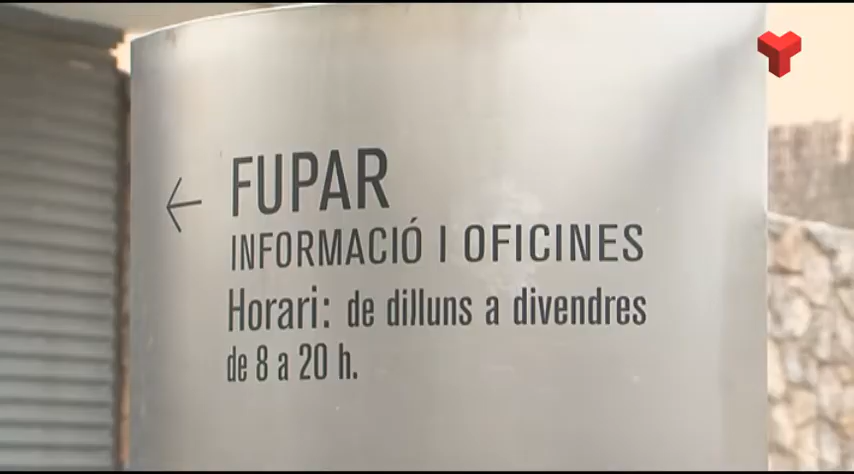 FUPAR
INFORMACIÓ I OFICINES
Horari: de dilluns a divendres
de 8 a 20 h.